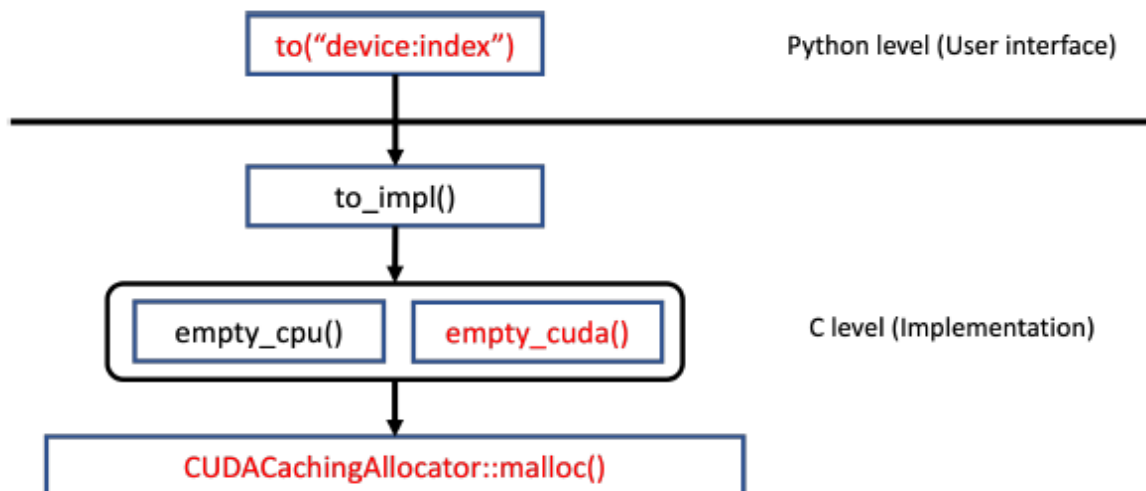 to(“device:index”)
Python level (User interface)
to_impl()
empty_cpu()
empty_cuda()
C level (Implementation)
CUDACachingAllocator::malloc()